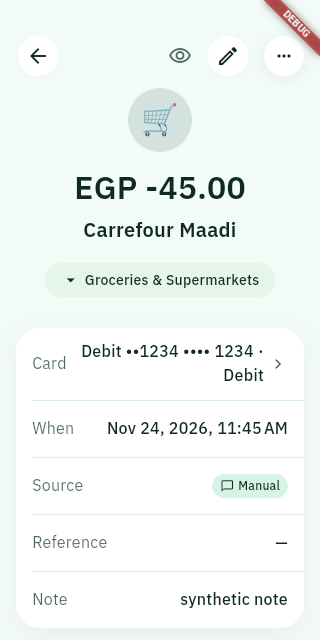 DEBUG
EGP -45.00
Carrefour Maadi
Groceries & Supermarkets
Card Debit ••1234 •••• 1234 ·
Debit
When Nov 24, 2026, 11:45 AM
Source Manual
Reference —
Note synthetic note